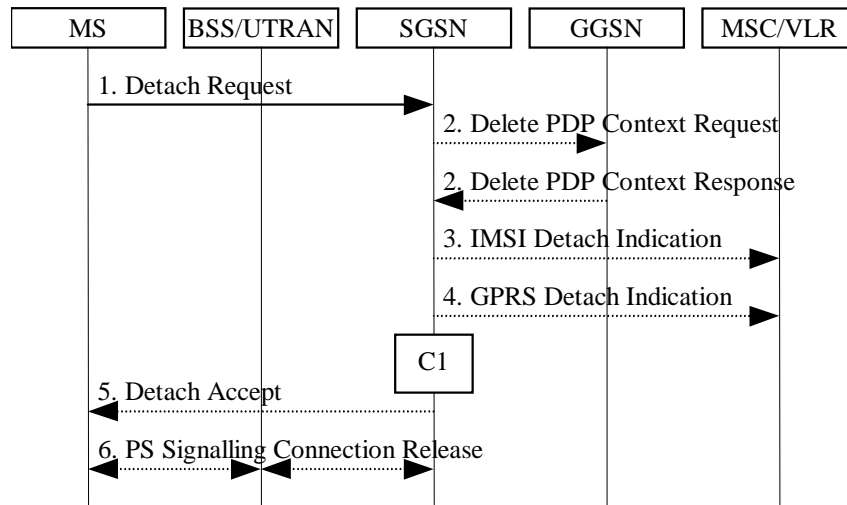 MS
BSS/UTRAN
SGSN
GGSN
MSC/VLR
1. Detach Request
2. Delete PDP Context Request
2. Delete PDP Context Response
3. IMSI Detach Indication
4. GPRS Detach Indication
C1
5. Detach Accept
6. PS Signalling Connection Release